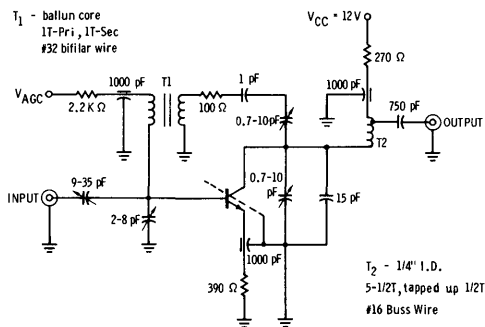 T1 - ballun core
1T-Pri, 1T-Sec
#32 bifilar wire
VCC = 12V
270 Ω
1000 pF
T1
1 pF
1000 pF
750 pF
VAGC
2.2K Ω
100Ω
0.7-10pF
OUTPUT
T2
9-35 pF
0.7-10
pF
15 pF
INPUT
2-8 pF
1000 pF
390 Ω
T2 - 1/4" I.D.
5-1/2T, tapped up 1/2T
#16 Buss Wire